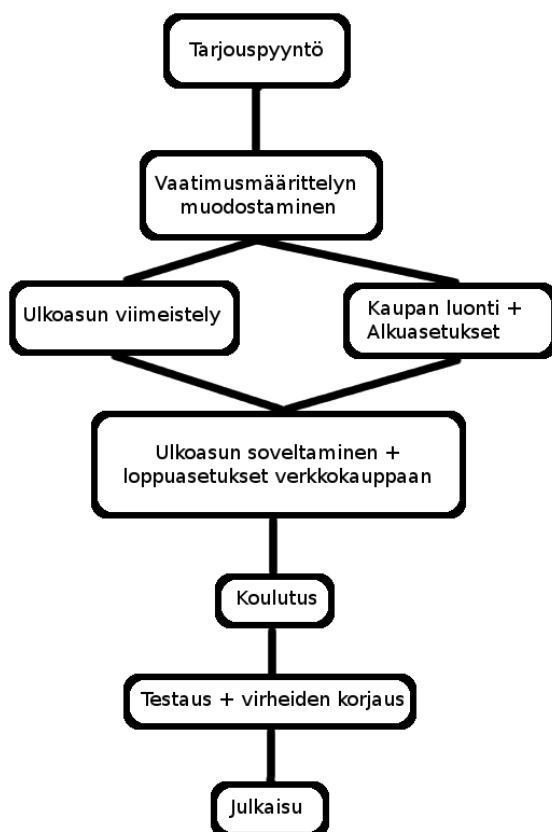 Tarjouspyyntö
Vaatimusmäärittelyn
muodostaminen
Ulkoasun viimeistely
Kaupan luonti +
Alkuasetukset
Ulkoasun soveltaminen +
loppuasetukset verkkokauppaan
Koulutus
Testaus + virheiden korjaus
Julkaisu